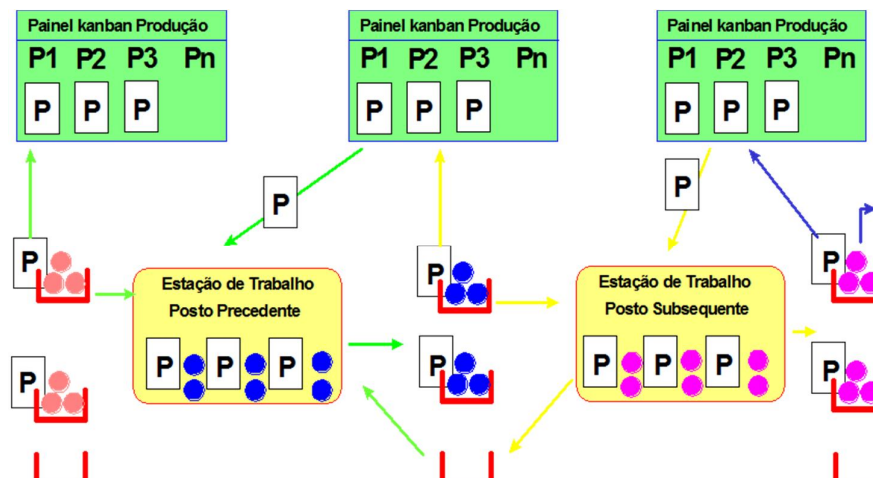 Painel kanban Produção
P1 P2 P3 Pn
P P P
Painel kanban Produção
P1 P2 P3 Pn
P P P
Painel kanban Produção
P1 P2 P3 Pn
P P P
P
P
P
P
P
Estação de Trabalho
Posto Precedente
P P P
Estação de Trabalho
Posto Subsequente
P P P
P
P
P